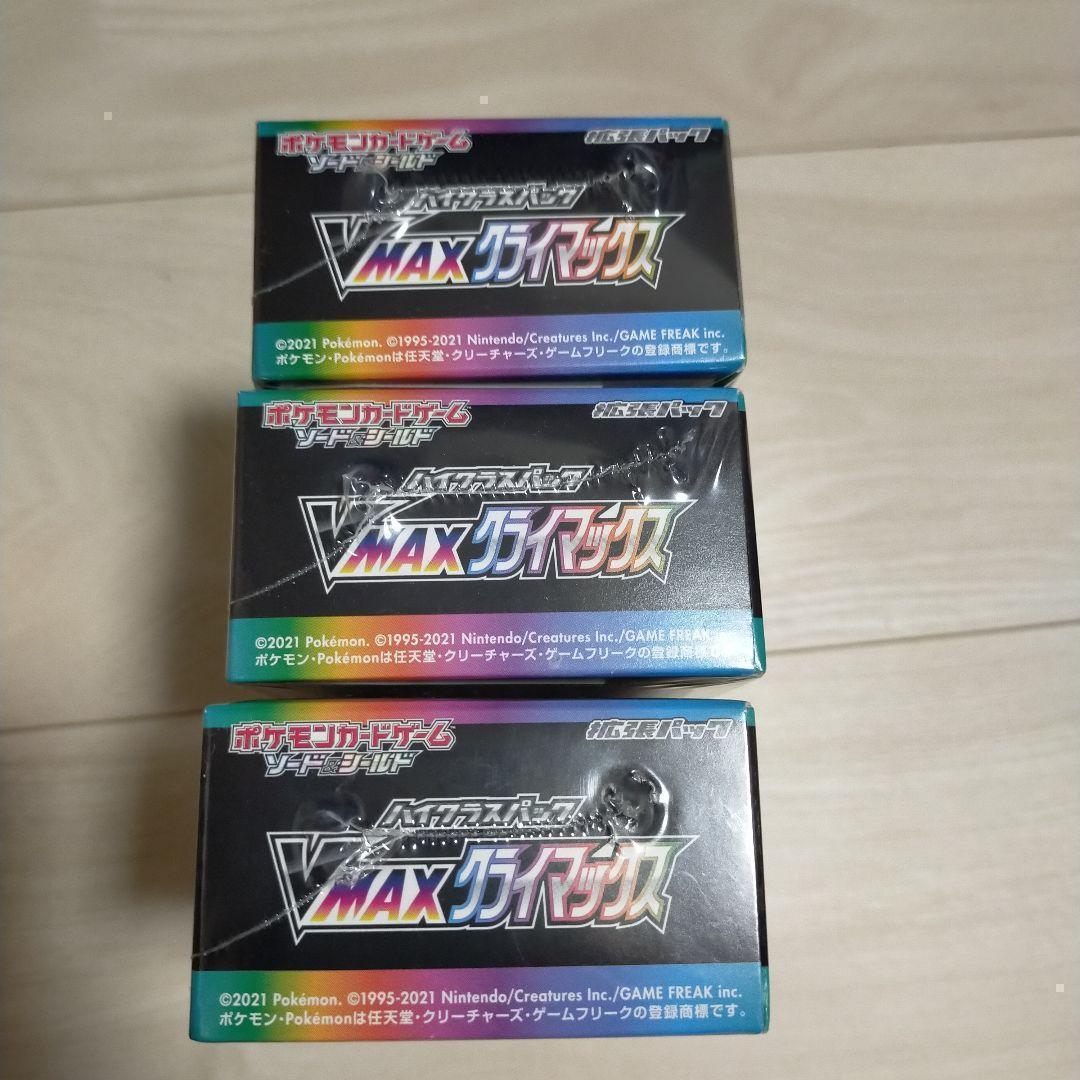 ポケモンカードゲーム
ソード&シールド
拡張パック
ハイクラスパック
VMAXクライマックス
©2021 Pokémon. ©1995-2021 Nintendo/Creatures Inc./GAME FREAK inc.
ポケモン・Pokémonは任天堂・クリーチャーズ・ゲームフリークの登録商標です。
ポケモンカードゲーム
ソード&シールド
拡張パック
ハイクラスパック
VMAXクライマックス
©2021 Pokémon. ©1995-2021 Nintendo/Creatures Inc./GAME FREAK inc.
ポケモン・Pokémonは任天堂・クリーチャーズ・ゲームフリークの登録商標です。
ポケモンカードゲーム
ソード&シールド
拡張パック
ハイクラスパック
VMAXクライマックス
©2021 Pokémon. ©1995-2021 Nintendo/Creatures Inc./GAME FREAK inc.
ポケモン・Pokémonは任天堂・クリーチャーズ・ゲームフリークの登録商標です。